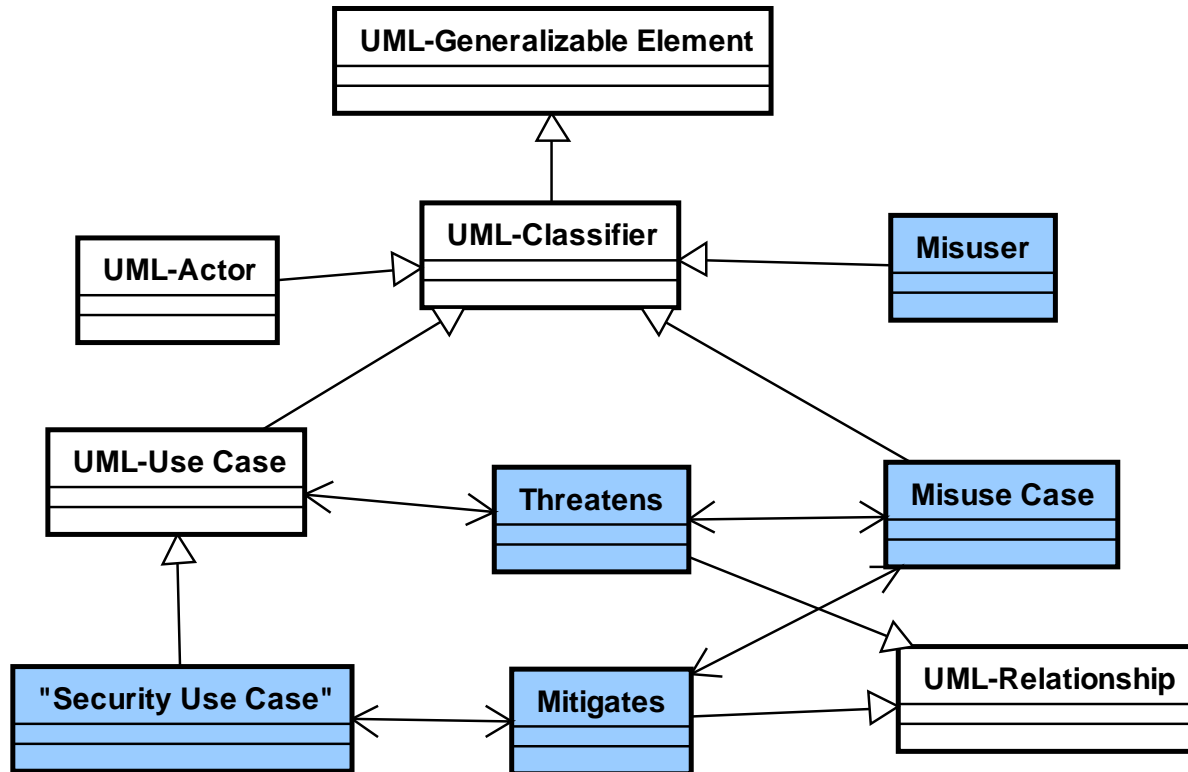 UML-Generalizable Element
UML-Classifier
Misuser
UML-Actor
UML-Use Case
Threatens
Misuse Case
"Security Use Case"
Mitigates
UML-Relationship